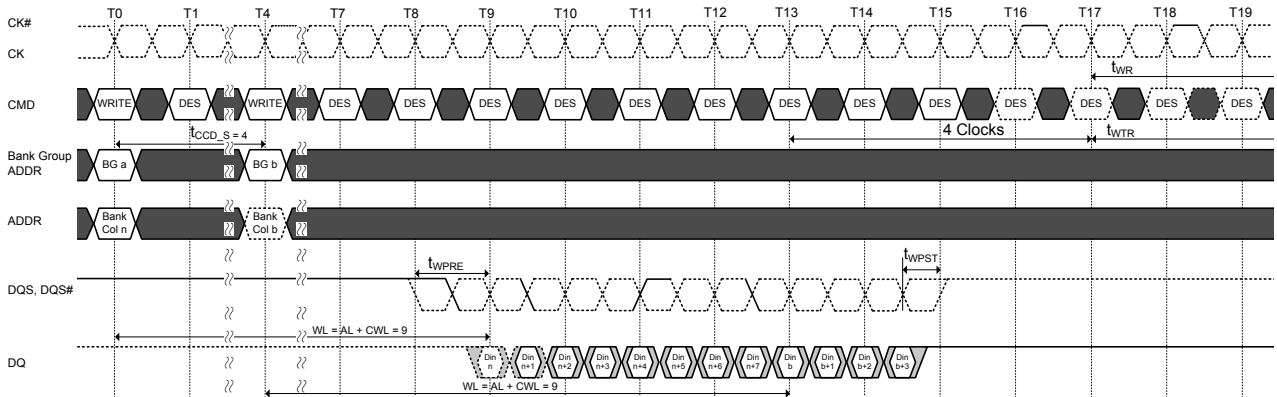 T0 T1 T4 T7 T8 T9 T10 T11 T12 T13 T14 T15 T16 T17 T18 T19
CK#
CK
tWR
CMD WRITE DES WRITE DES DES DES DES DES DES DES DES DES DES DES DES DES
tCCD_S = 4
4 Clocks
tWTR
Bank Group
ADDR
BG a
BG b
ADDR
Bank
Col n
Bank
Col b
tWPRE
tWPST
DQS, DQS#
WL = AL + CWL = 9
DQ
Din
n
Din
n+1
Din
n+2
Din
n+3
Din
n+4
Din
n+5
Din
n+6
Din
n+7
Din
b
Din
b+1
Din
b+2
Din
b+3
WL = AL + CWL = 9